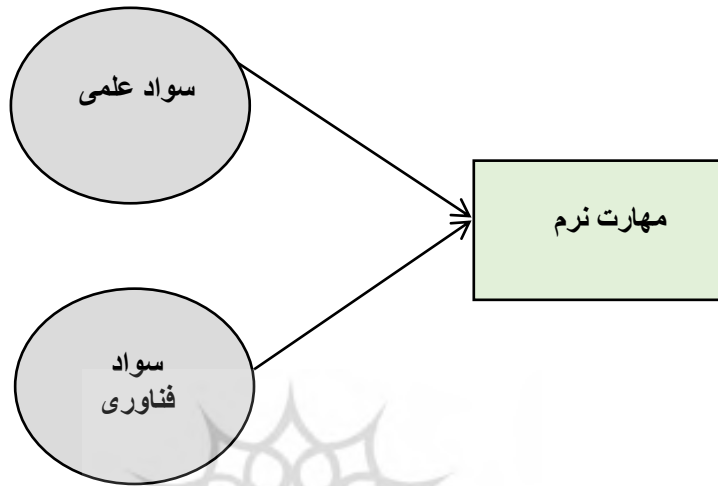 سواد علمی
مهارت نرم
سواد
فناوری